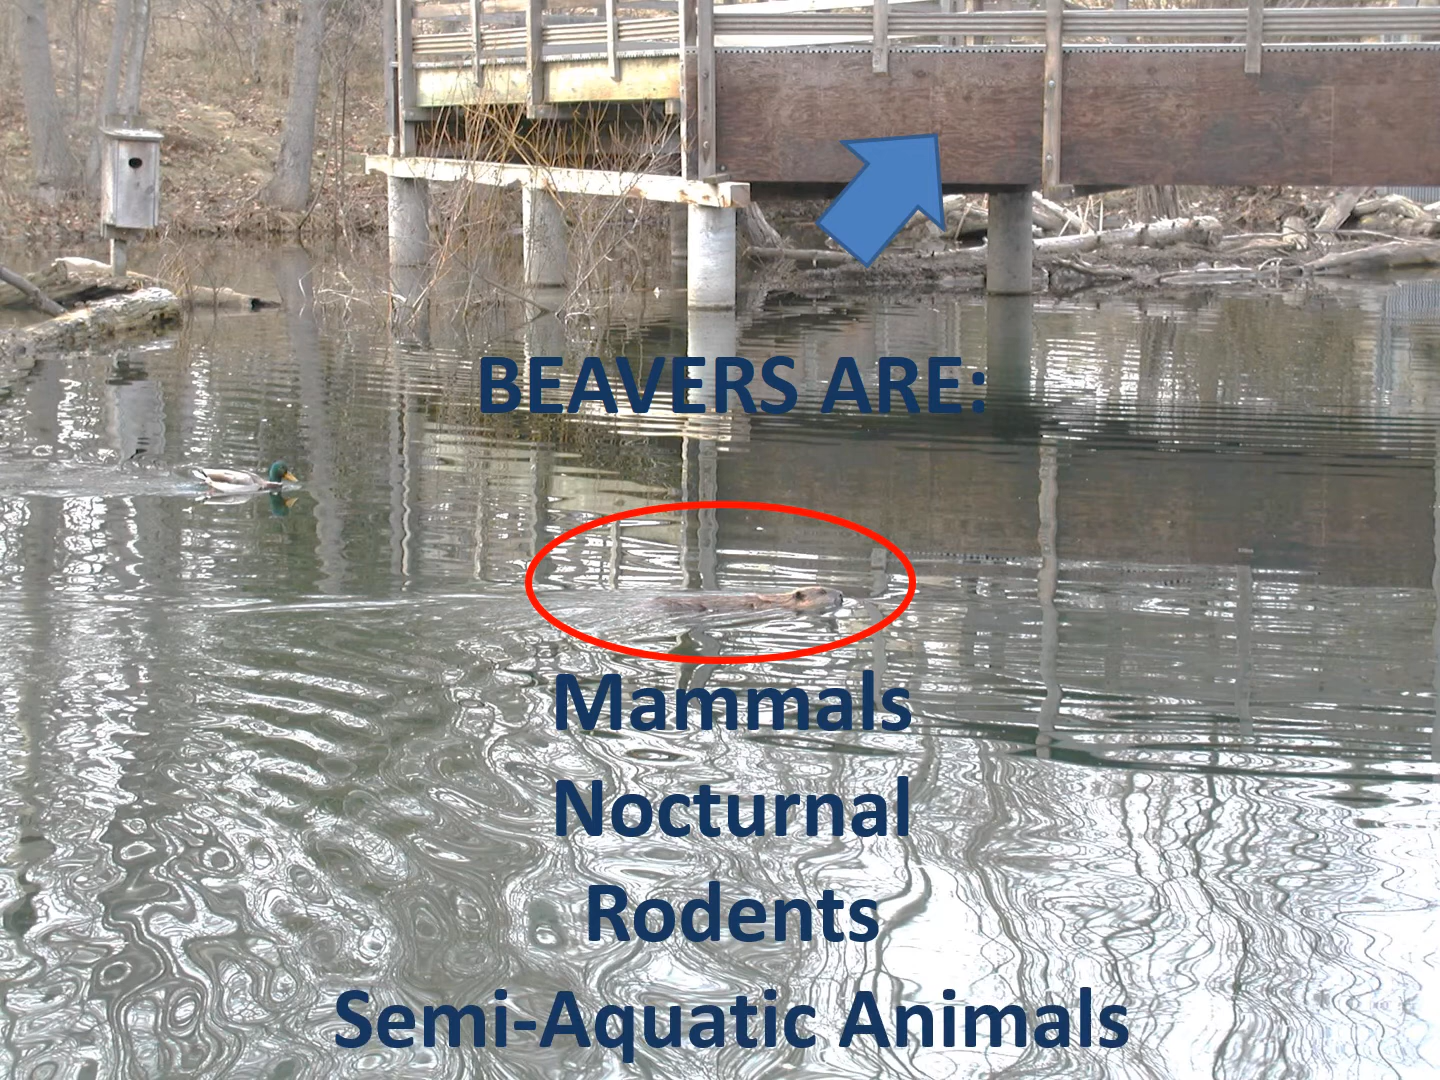 BEAVERS ARE:
Mammals
Nocturnal
Rodents
Semi-Aquatic Animals